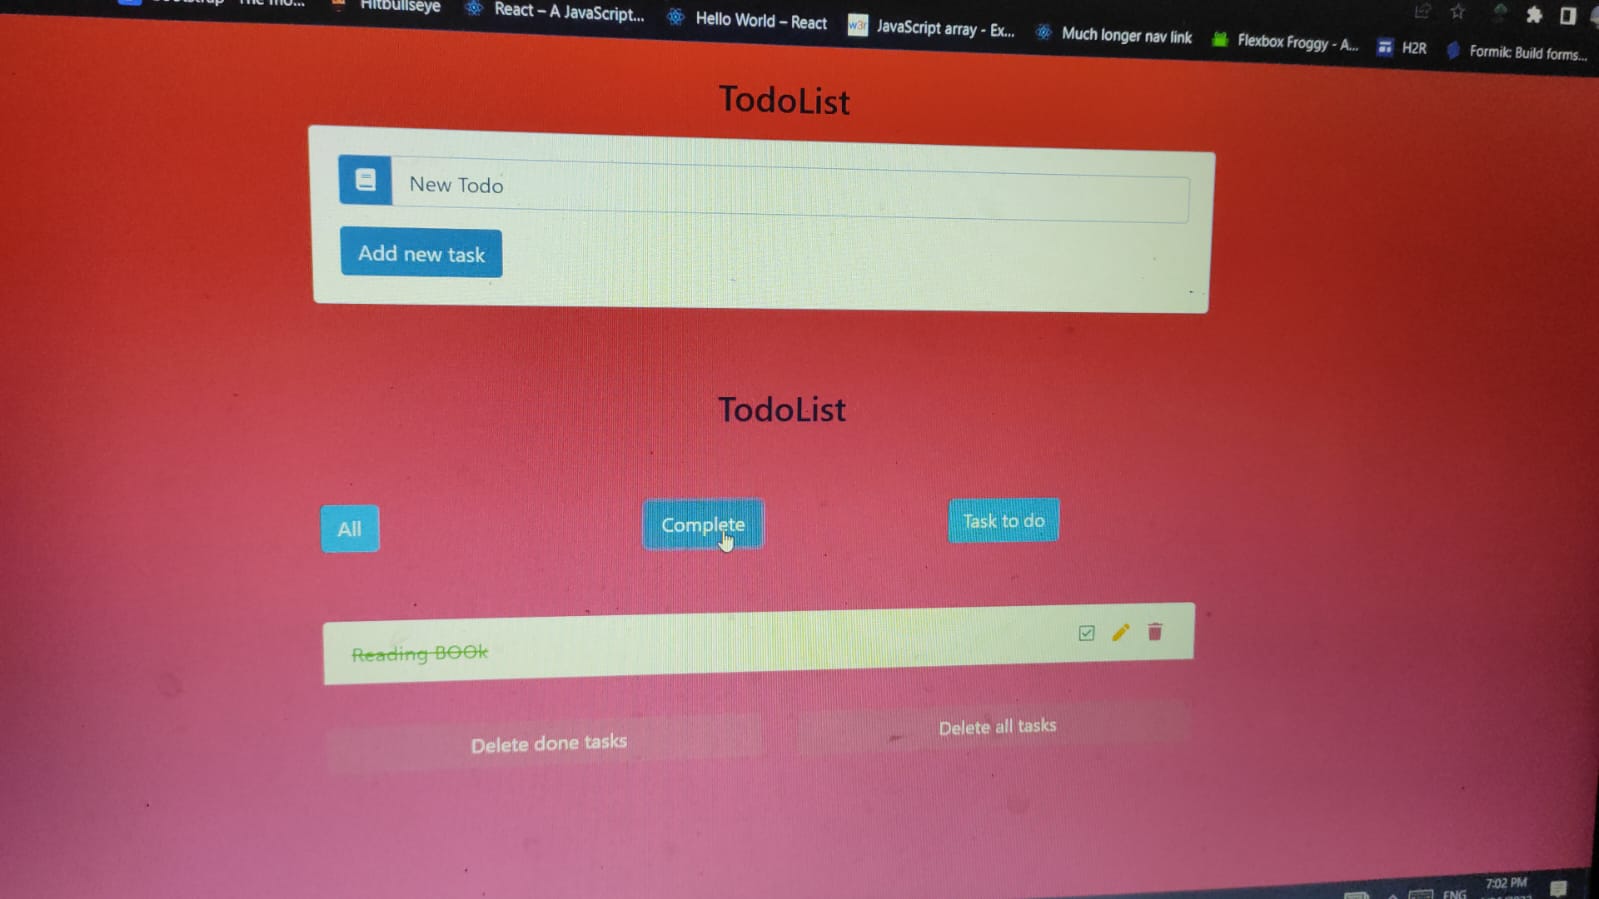 Hitbullseye
React – A JavaScript...
Hello World – React
w3r JavaScript array - Ex...
Much longer nav link
Flexbox Froggy - A...
H2R
Formik: Build forms...
TodoList
New Todo
Add new task
TodoList
All
Complete
Task to do
Reading BOOk
Delete done tasks
Delete all tasks
7:02 PM
ENG